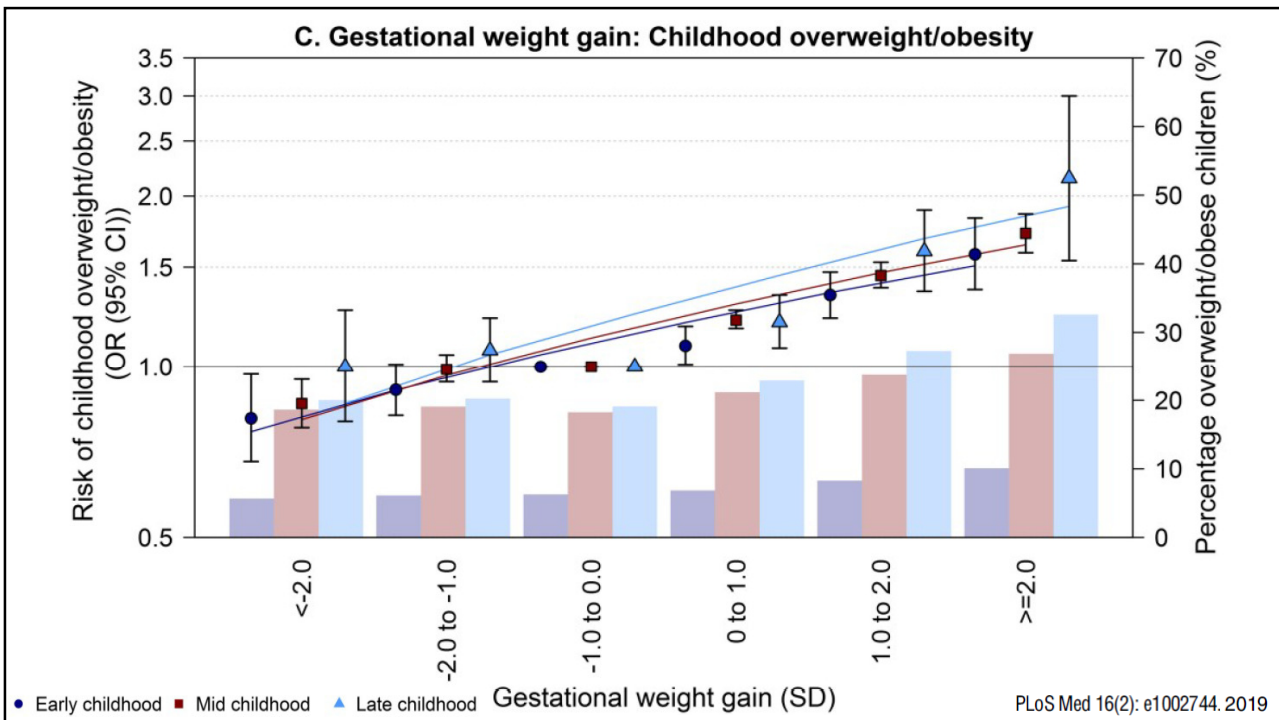 C. Gestational weight gain: Childhood overweight/obesity
Risk of childhood overweight/obesity
(OR (95% CI))
3.5
3.0
2.5
2.0
1.5
1.0
0.5
70
60
50
40
30
20
10
0
Percentage overweight/obese children (%)
<-2.0
-2.0 to -1.0
-1.0 to 0.0
0 to 1.0
1.0 to 2.0
>=2.0
Early childhood Mid childhood Late childhood
Gestational weight gain (SD)
PLoS Med 16(2): e1002744. 2019